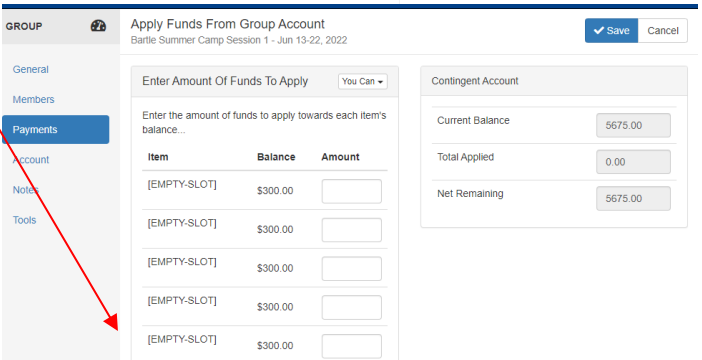 GROUP
General
Members
Payments
Account
Notes
Tools
Apply Funds From Group Account
Bartle Summer Camp Session 1 - Jun 13-22, 2022
Save Cancel
Enter Amount Of Funds To Apply You Can
Enter the amount of funds to apply towards each item's
balance...
Item Balance Amount
[EMPTY-SLOT] $300.00
[EMPTY-SLOT] $300.00
[EMPTY-SLOT] $300.00
[EMPTY-SLOT] $300.00
[EMPTY-SLOT] $300.00
Contingent Account
Current Balance 5675.00
Total Applied 0.00
Net Remaining 5675.00